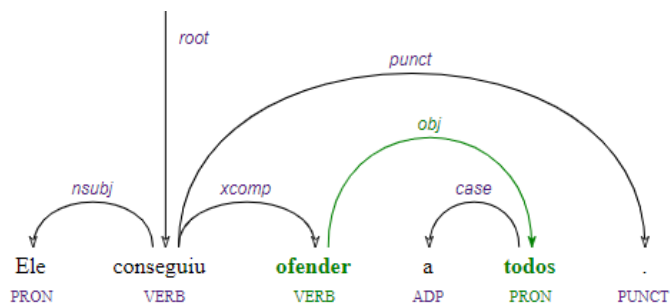 root
punct
obj
nsubj xcomp case
Ele conseguiu ofender a todos .
PRON VERB VERB ADP PRON PUNCT